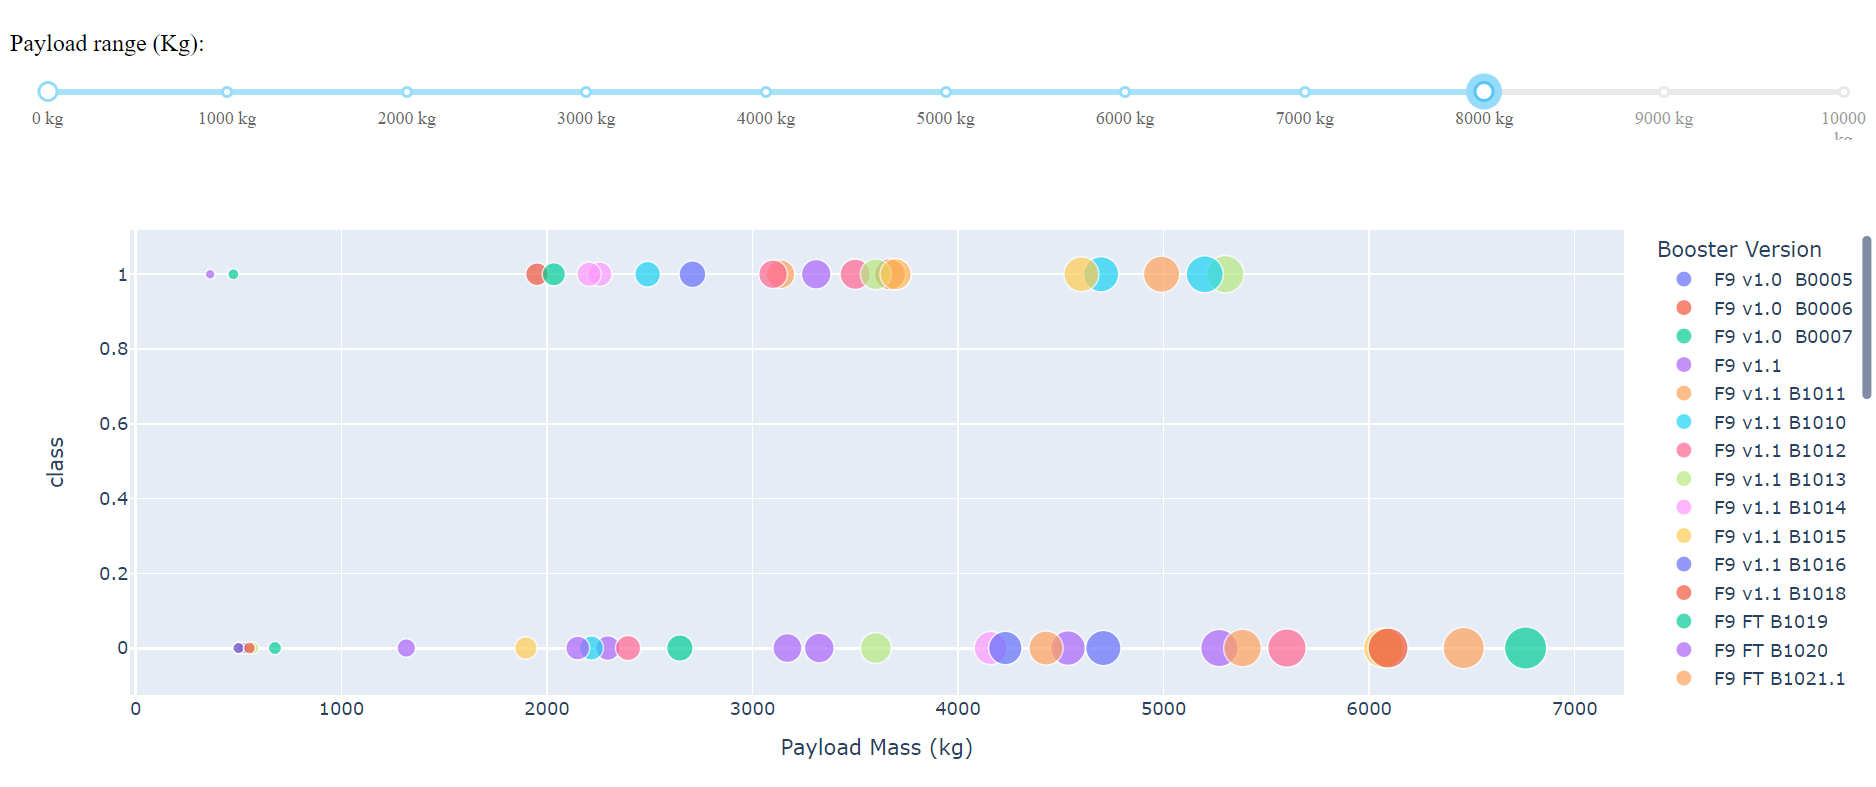 Payload range (Kg):
0 kg 1000 kg 2000 kg 3000 kg 4000 kg 5000 kg 6000 kg 7000 kg 8000 kg 9000 kg 10000
kg
Booster Version
F9 v1.0  B0005
F9 v1.0  B0006
F9 v1.0  B0007
F9 v1.1
F9 v1.1 B1011
F9 v1.1 B1010
F9 v1.1 B1012
F9 v1.1 B1013
F9 v1.1 B1014
F9 v1.1 B1015
F9 v1.1 B1016
F9 v1.1 B1018
F9 FT B1019
F9 FT B1020
F9 FT B1021.1
1
0.8
0.6
0.4
0.2
0
class
0 1000 2000 3000 4000 5000 6000 7000
Payload Mass (kg)